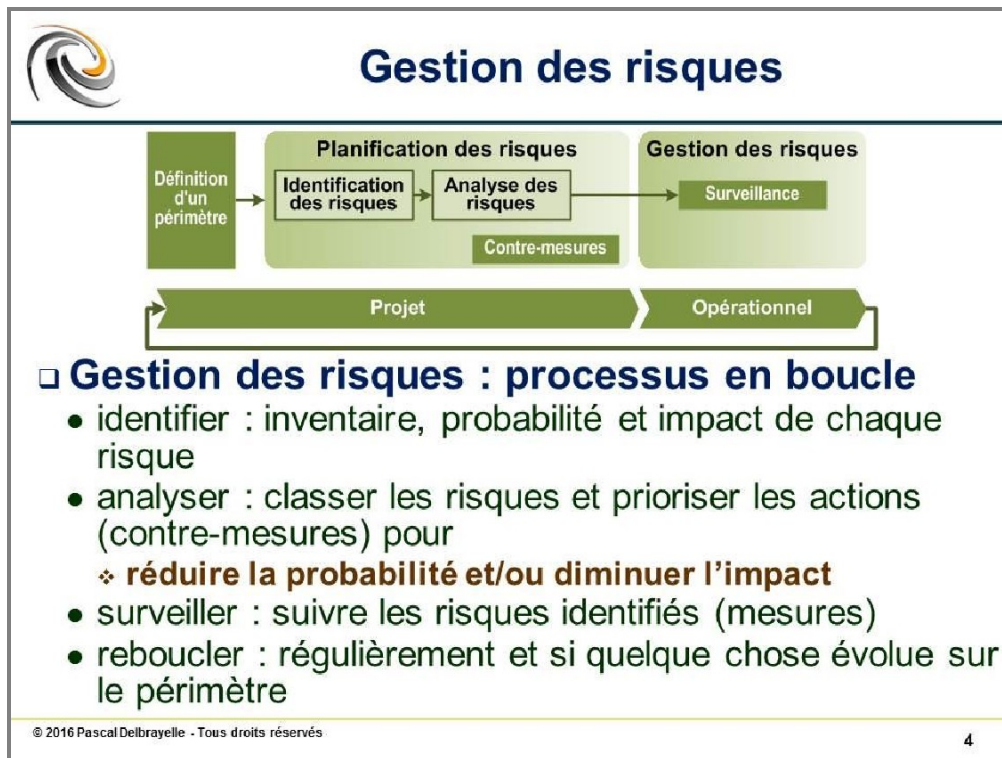 Gestion des risques
Définition
d'un
périmètre
Planification des risques
Identification
des risques
Analyse des
risques
Contre-mesures
Gestion des risques
Surveillance
Projet
Opérationnel
Gestion des risques : processus en boucle
identifier : inventaire, probabilité et impact de chaque
risque
analyser : classer les risques et prioriser les actions
(contre-mesures) pour
réduire la probabilité et/ou diminuer l'impact
surveiller : suivre les risques identifiés (mesures)
reboucler : régulièrement et si quelque chose évolue sur
le périmètre
© 2016 Pascal Delbrayelle - Tous droits réservés
4